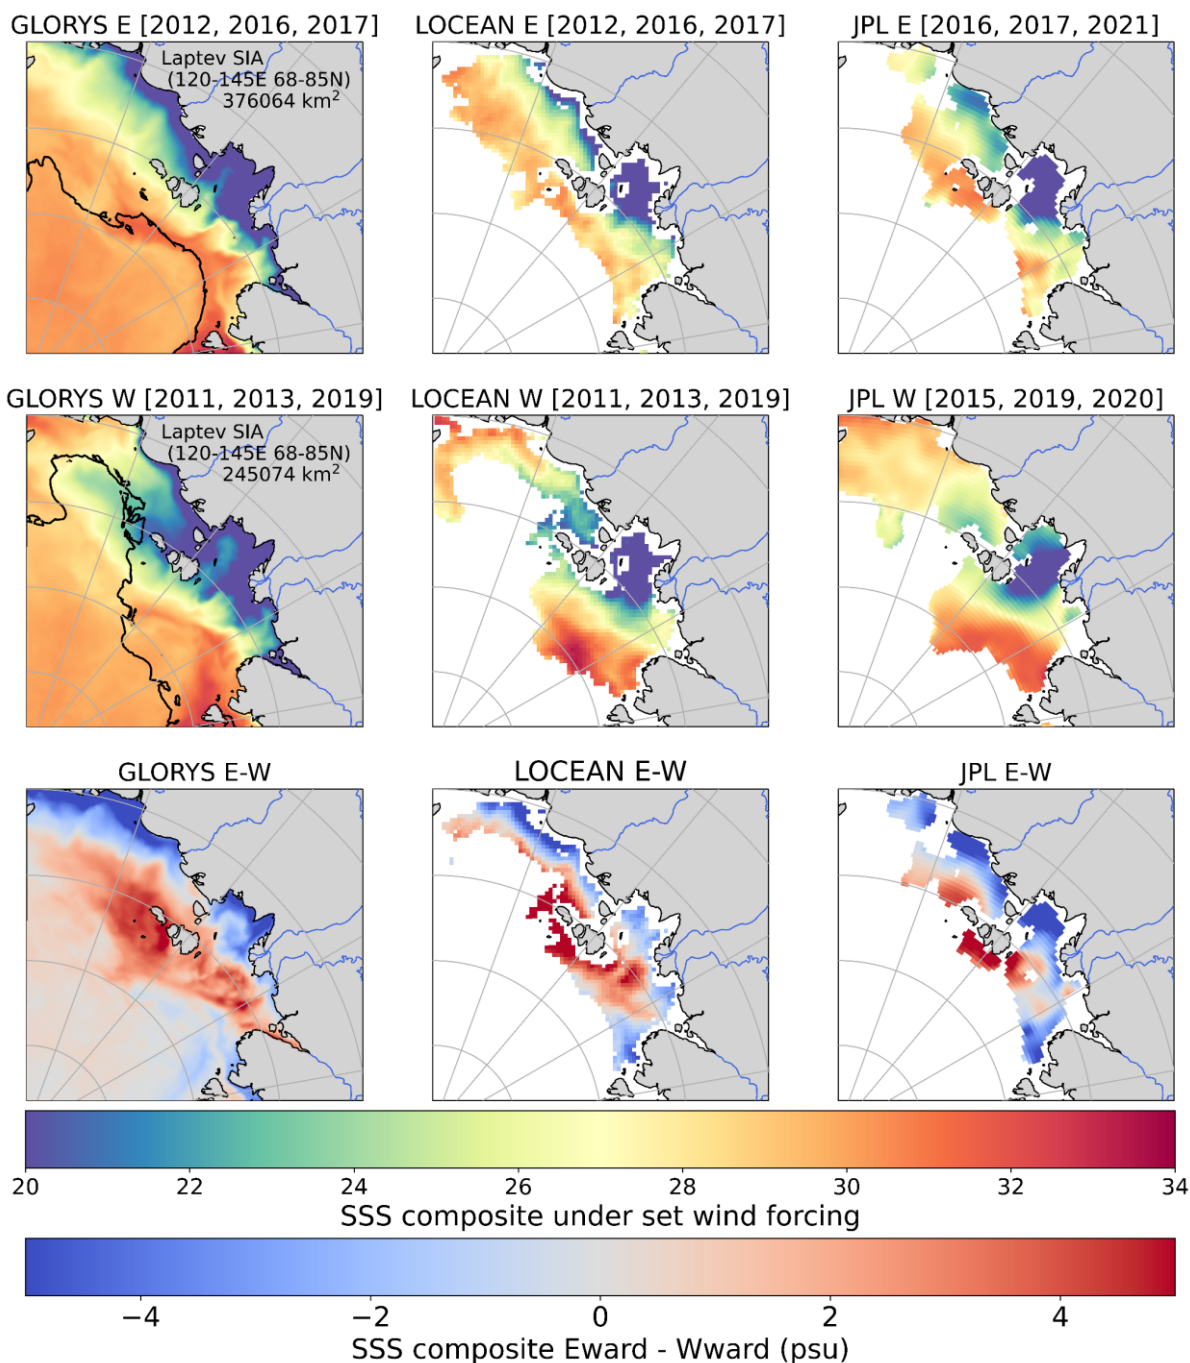 GLORYS E [2012, 2016, 2017]
LOCEAN E [2012, 2016, 2017]
JPL E [2016, 2017, 2021]
Laptev SIA
(120-145E 68-85N)
376064 km²
GLORYS W [2011, 2013, 2019]
LOCEAN W [2011, 2013, 2019]
JPL W [2015, 2019, 2020]
Laptev SIA
(120-145E 68-85N)
245074 km²
GLORYS E-W
LOCEAN E-W
JPL E-W
20 22 24 26 28 30 32 34
SSS composite under set wind forcing
−4 −2 0 2 4
SSS composite Eward - Wward (psu)